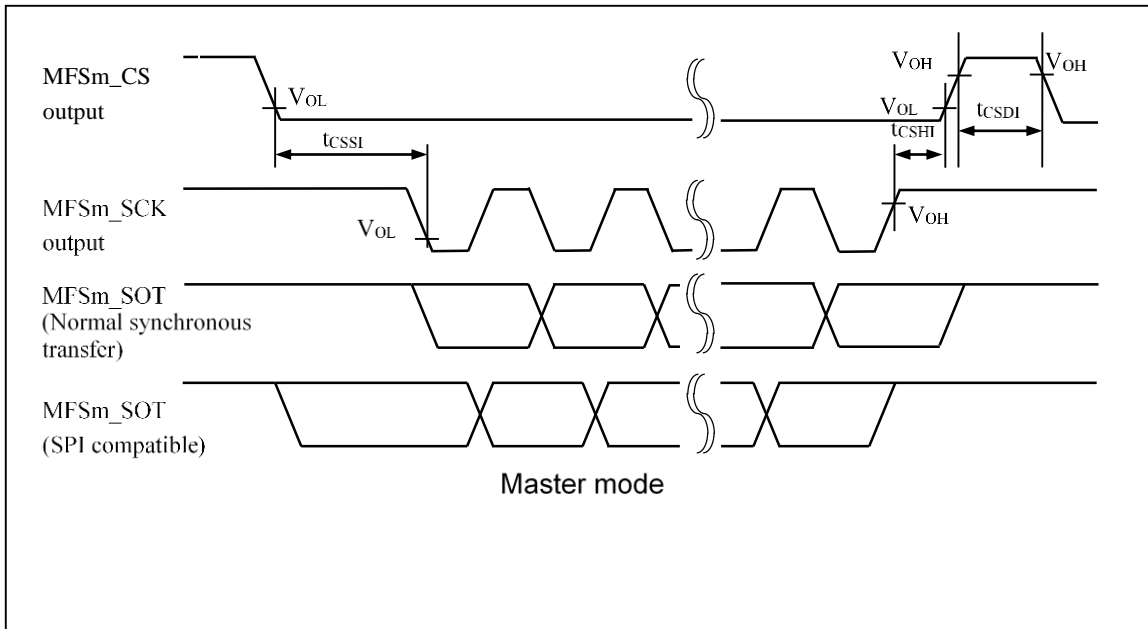 MFSm_CS
output
VOL
tCSSI
VOH
VOH
VOL
tCSHI
tCSDI
MFSm_SCK
output
VOL
VOH
MFSm_SOT
(Normal synchronous
transfer)
MFSm_SOT
(SPI compatible)
Master mode